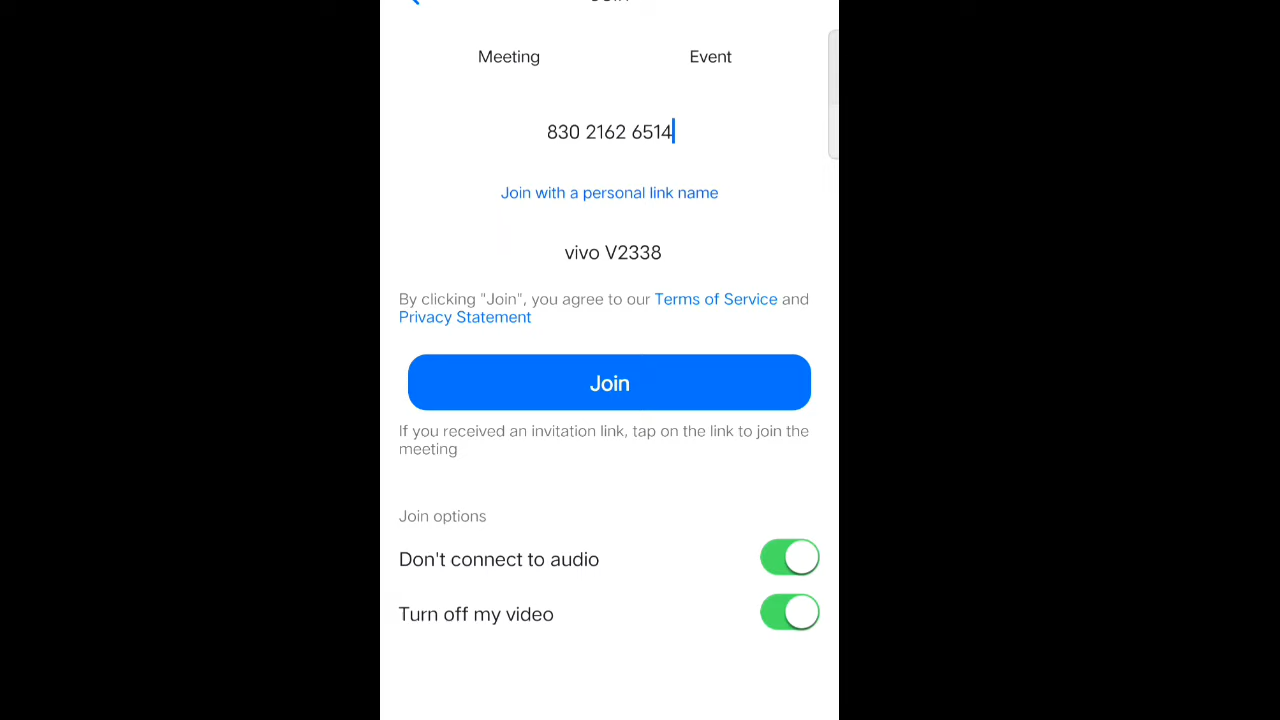 Join
Meeting Event
830 2162 6514
Join with a personal link name
vivo V2338
By clicking "Join", you agree to our Terms of Service and
Privacy Statement
Join
If you received an invitation link, tap on the link to join the
meeting
Join options
Don't connect to audio
Turn off my video